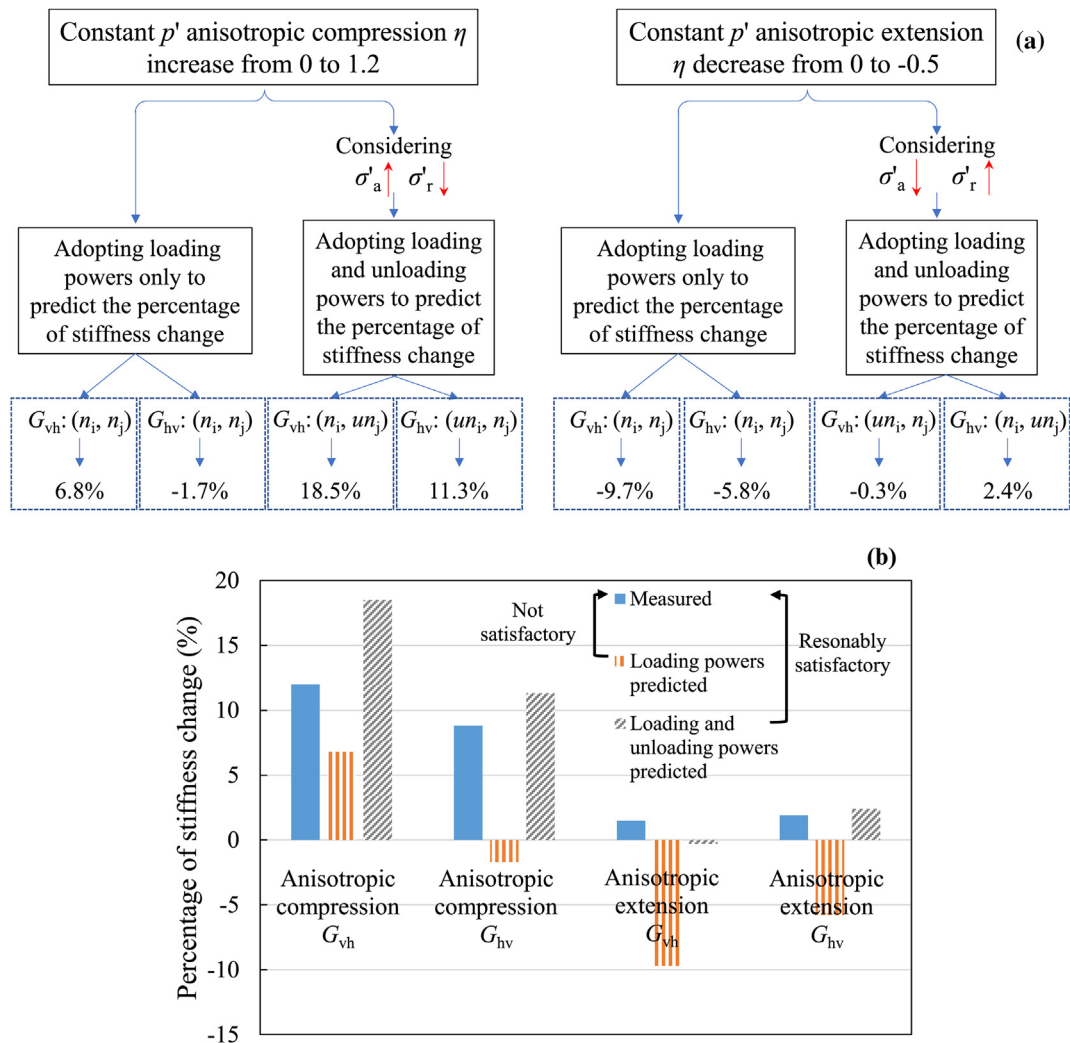 Constant p' anisotropic compression η
increase from 0 to 1.2
Constant p' anisotropic extension
η decrease from 0 to -0.5
(a)
Considering
σ'a σ'r
Considering
σ'a σ'r
Adopting loading
powers only to
predict the percentage
of stiffness change
Adopting loading
and unloading
powers to predict
the percentage of
stiffness change
Adopting loading
powers only to
predict the percentage
of stiffness change
Adopting loading
and unloading
powers to predict
the percentage of
stiffness change
Gvh: (ni, nj)
Ghv: (ni, nj)
Gvh: (ni, unj)
Ghv: (uni, nj)
Gvh: (ni, nj)
Ghv: (ni, nj)
Gvh: (uni, nj)
Ghv: (ni, unj)
6.8%
-1.7%
18.5%
11.3%
-9.7%
-5.8%
-0.3%
2.4%
(b)
Percentage of stiffness change (%)
20
15
10
5
0
-5
-10
-15
Not
satisfactory
Measured
Loading powers
predicted
Loading and
unloading powers
predicted
Resonably
satisfactory
Anisotropic
compression
Gvh
Anisotropic
compression
Ghv
Anisotropic
extension
Gvh
Anisotropic
extension
Ghv